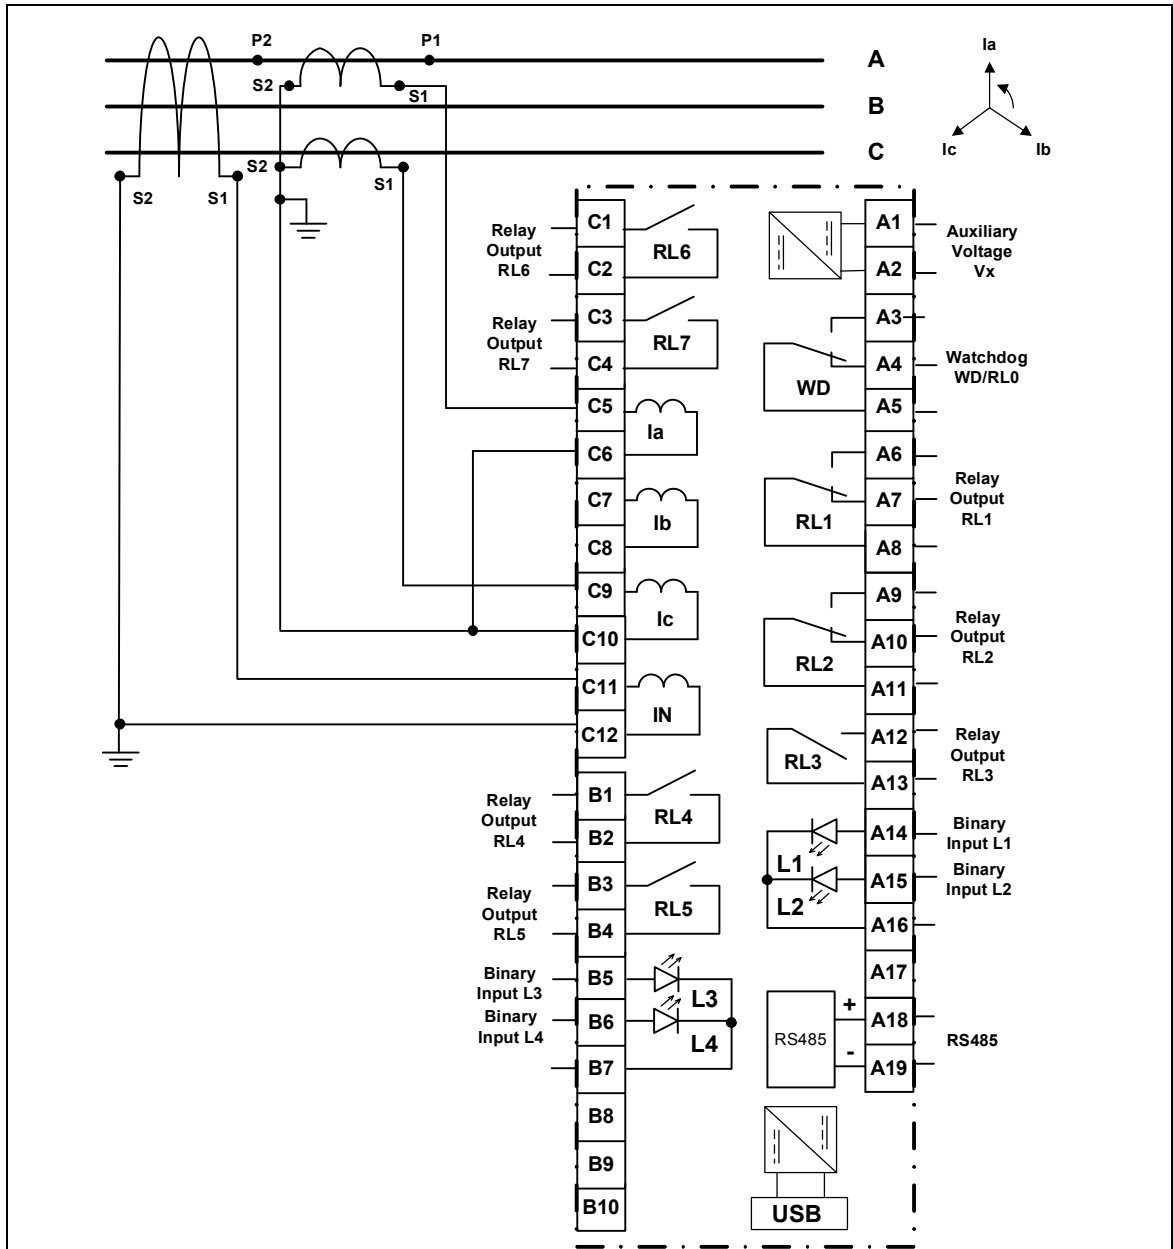 P2
P1
A
Ia
S2
S1
B
C
Ic
Ib
S2
S1
S2
S1
Relay
Output
RL6
C1
C2
RL6
A1
A2
Auxiliary
Voltage
Vx
Relay
Output
RL7
C3
C4
RL7
WD
A3
A4
A5
Watchdog
WD/RL0
C5
C6
Ia
C7
C8
Ib
RL1
A6
A7
A8
Relay
Output
RL1
C9
C10
Ic
RL2
A9
A10
A11
Relay
Output
RL2
C11
C12
IN
RL3
A12
A13
Relay
Output
RL3
Relay
Output
RL4
B1
B2
RL4
L1
L2
A14
A15
A16
Binary
Input L1
Binary
Input L2
Relay
Output
RL5
B3
B4
RL5
A17
Binary
Input L3
Binary
Input L4
B5
B6
B7
L3
L4
RS485
+
-
A18
A19
RS485
B8
B9
B10
USB